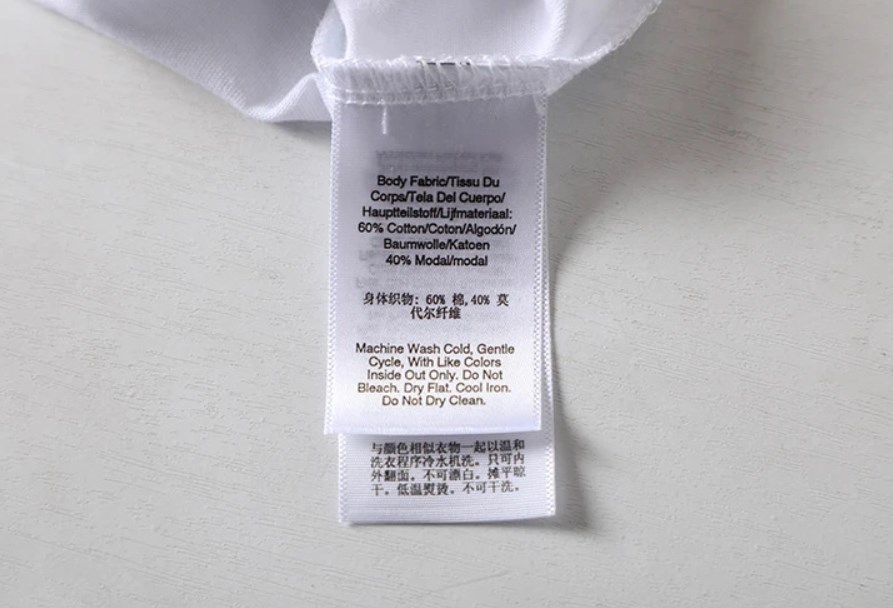 Body Fabric/Tissu Du
Corps/Tela Del Cuerpo/
Hauptteilstoff/Lijfmateriaal:
60% Cotton/Coton/Algodón/
Baumwolle/Katoen
40% Modal/modal
身体织物: 60% 棉,40% 莫
代尔纤维
Machine Wash Cold, Gentle
Cycle, With Like Colors
Inside Out Only. Do Not
Bleach. Dry Flat. Cool Iron.
Do Not Dry Clean.
与颜色相似衣物一起以温和
洗衣程序冷水机洗。只可内
外翻面。不可漂白。摊平晾
干。低温熨烫。不可干洗。